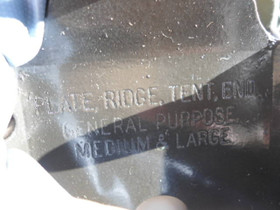 PLATE, RIDGE, TENT, END,
GENERAL PURPOSE
MEDIUM & LARGE